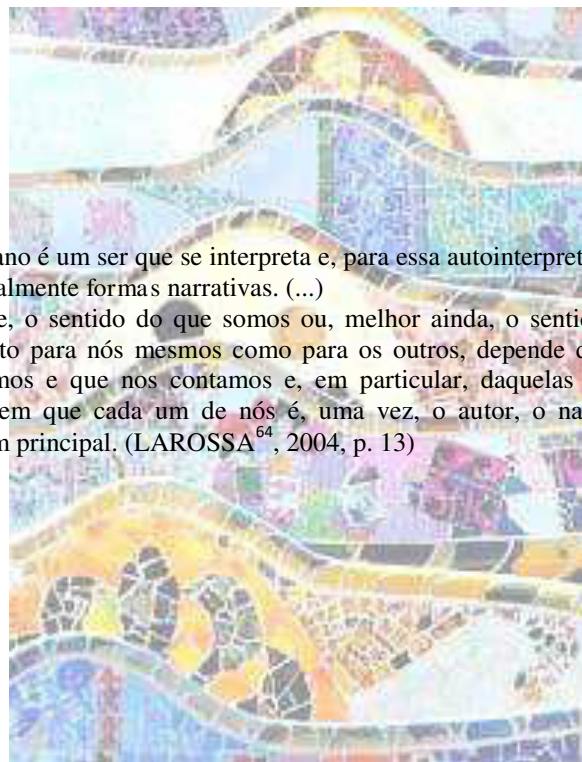 ano é um ser que se interpreta e, para essa autointerpret
almente formas narrativas. (...)
e, o sentido do que somos ou, melhor ainda, o senti
to para nós mesmos como para os outros, depende
mos e que nos contamos e, em particular, daquelas
em que cada um de nós é, uma vez, o autor, o na
m principal. (LAROSSA64, 2004, p. 13)